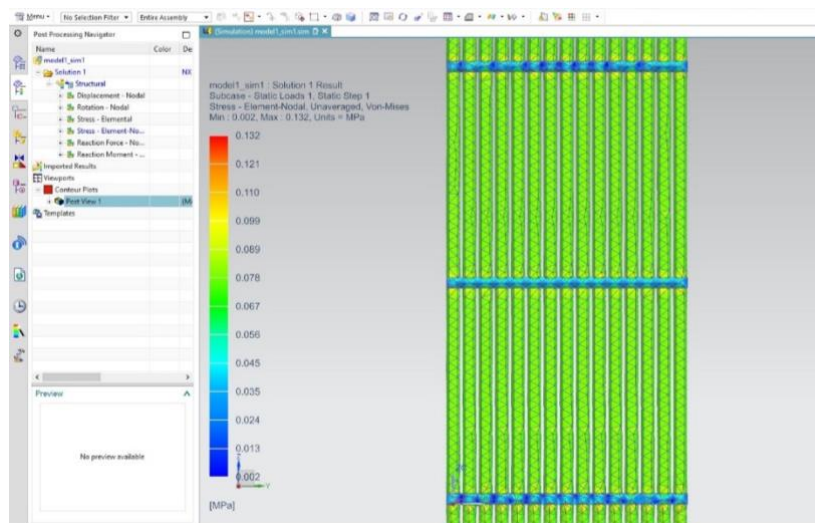 Menu
No Selection Filter
Entire Assembly
Post Processing Navigator
(Simulation) model1_sim1.sim
Name Color De
model1_sim1
Solution 1 NX
Structural
Displacement - Nodal
Rotation - Nodal
Stress - Elemental
Stress - Element-No...
Reaction Force - No...
Reaction Moment - ...
Imported Results
Viewports
Contour Plots
Post View 1 (M
Templates
Preview
No preview available
model1_sim1 : Solution 1 Result
Subcase - Static Loads 1, Static Step 1
Stress - Element-Nodal, Unaveraged, Von-Mises
Min : 0.002, Max : 0.132, Units = MPa
0.132
0.121
0.110
0.099
0.089
0.078
0.067
0.056
0.045
0.035
0.024
0.013
0.002
Y
[MPa]